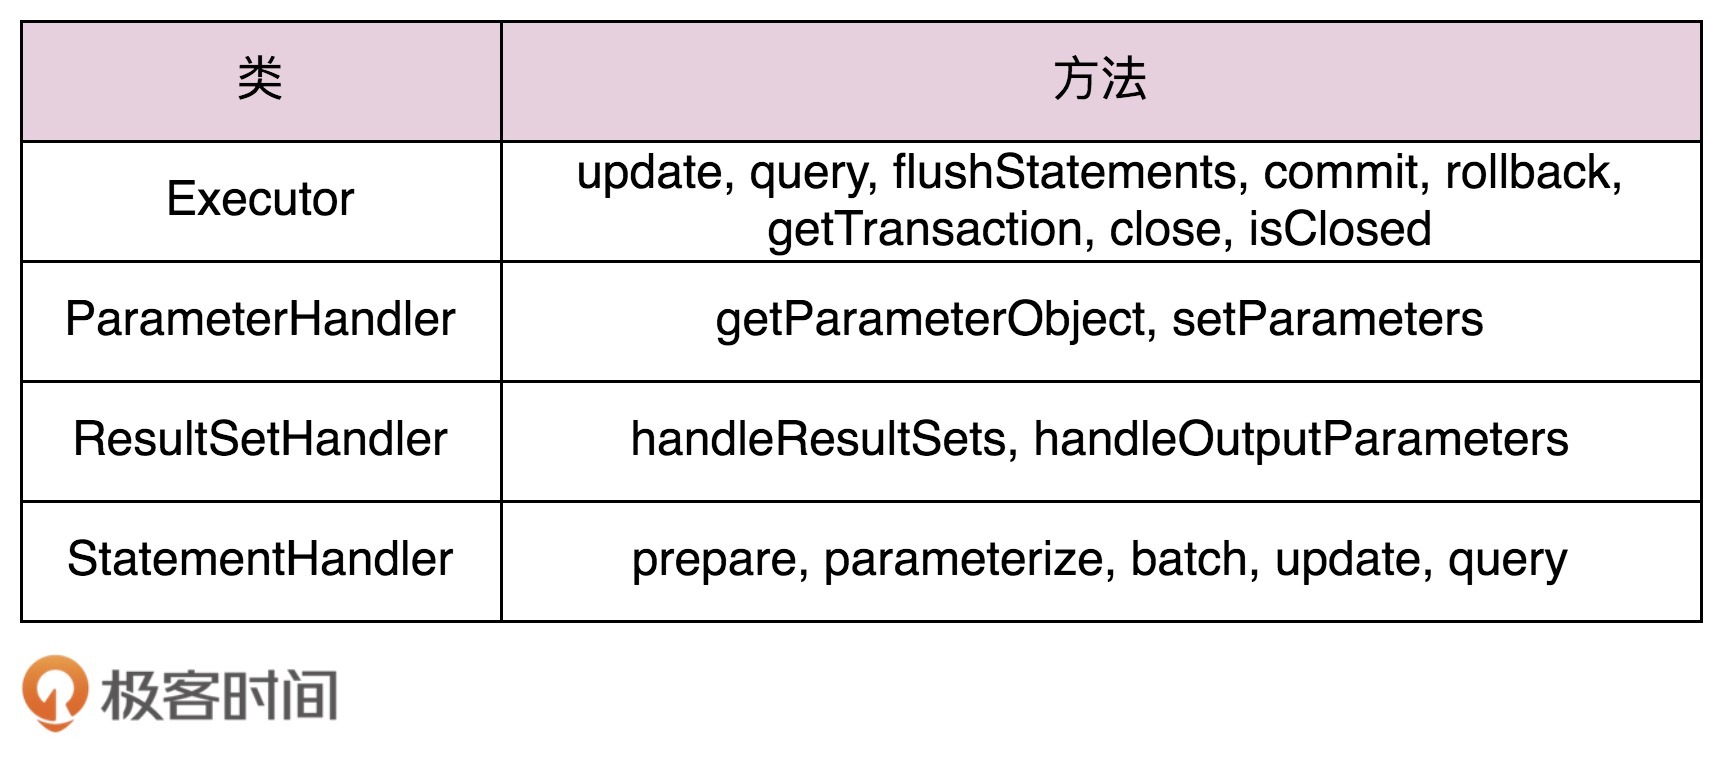 类
方法
Executor
update, query, flushStatements, commit, rollback,
getTransaction, close, isClosed
ParameterHandler
getParameterObject, setParameters
ResultSetHandler
handleResultSets, handleOutputParameters
StatementHandler
prepare, parameterize, batch, update, query
极客时间